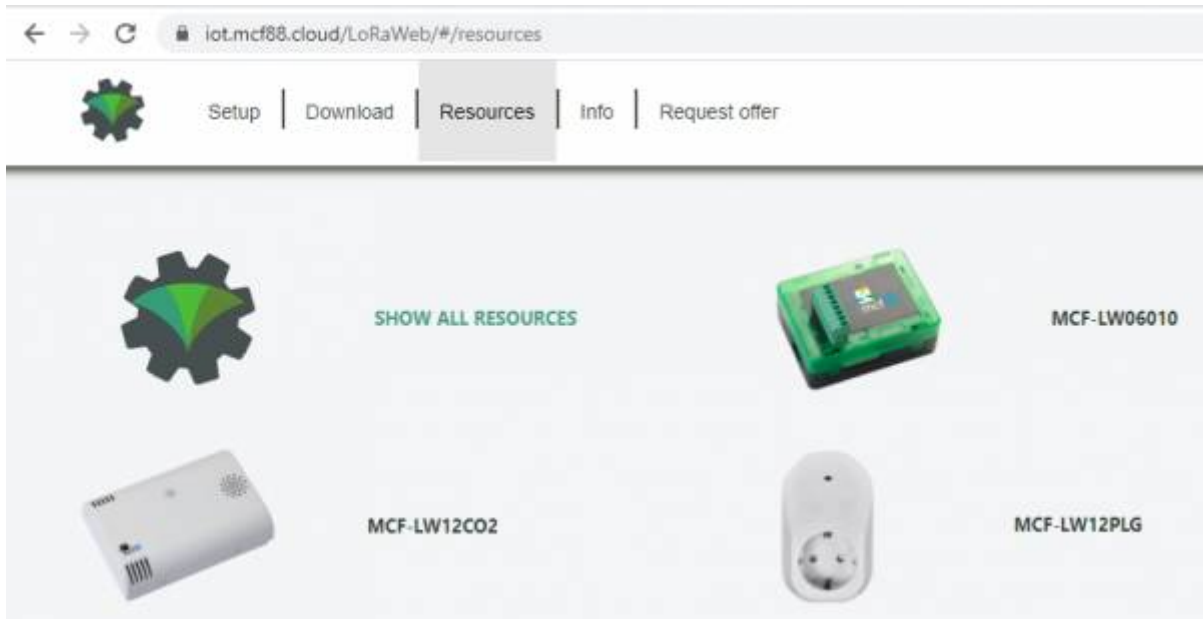 iot.mcf88.cloud/LoRaWeb/#/resources
Setup Download Resources Info Request offer
SHOW ALL RESOURCES
MCF-LW06010
MCF-LW12CO2
MCF-LW12PLG